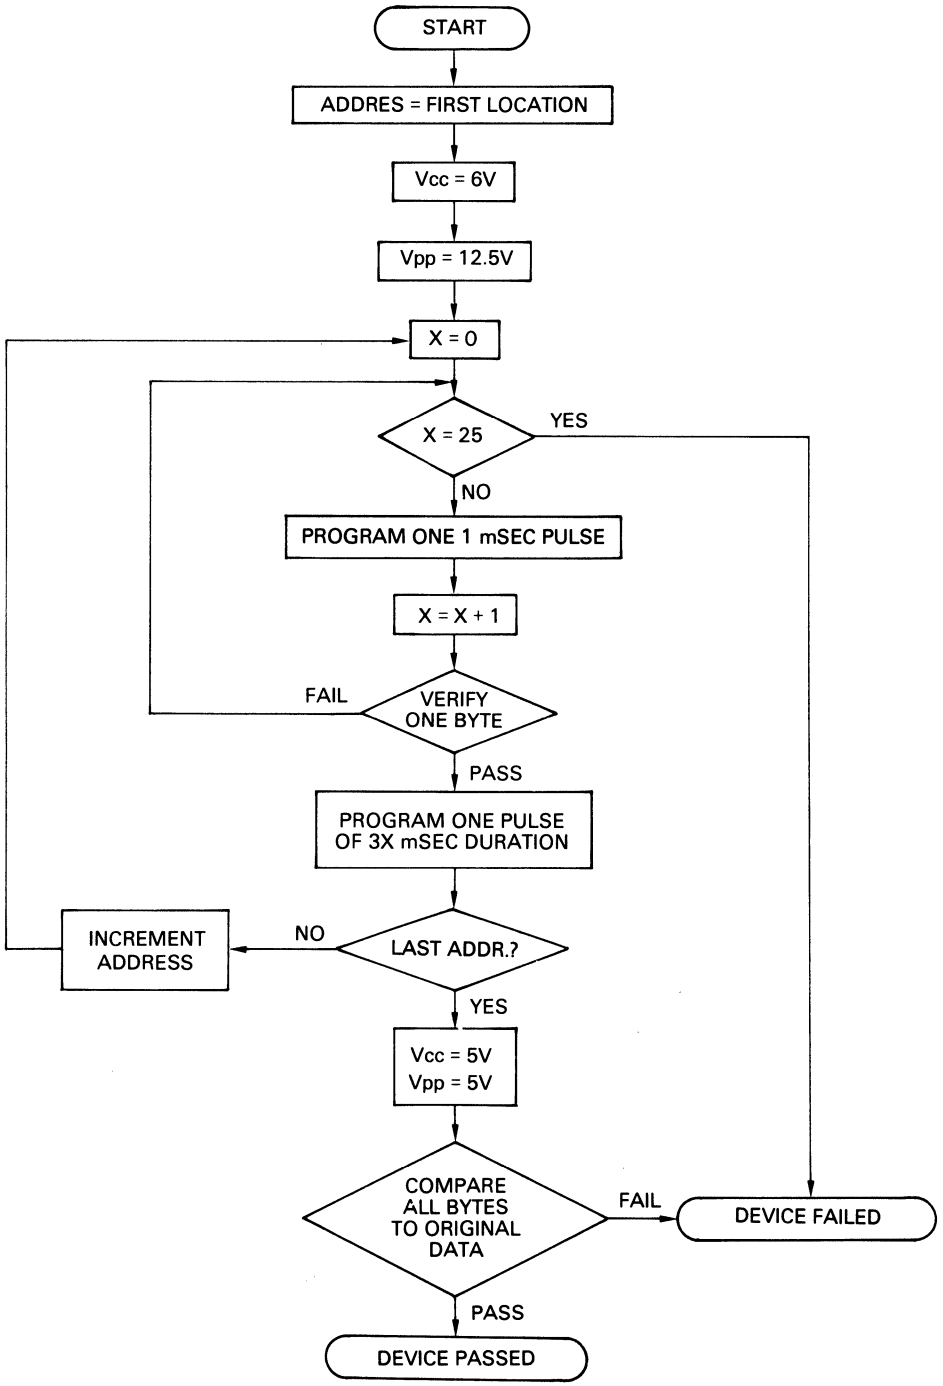 START
ADDRES = FIRST LOCATION
Vcc = 6V
Vpp = 12.5V
X = 0
X = 25
YES
NO
PROGRAM ONE 1 mSEC PULSE
X = X + 1
FAIL
VERIFY
ONE BYTE
PASS
PROGRAM ONE PULSE
OF 3X mSEC DURATION
INCREMENT
ADDRESS
NO
LAST ADDR.?
YES
Vcc = 5V
Vpp = 5V
COMPARE
ALL BYTES
TO ORIGINAL
DATA
FAIL
DEVICE FAILED
PASS
DEVICE PASSED